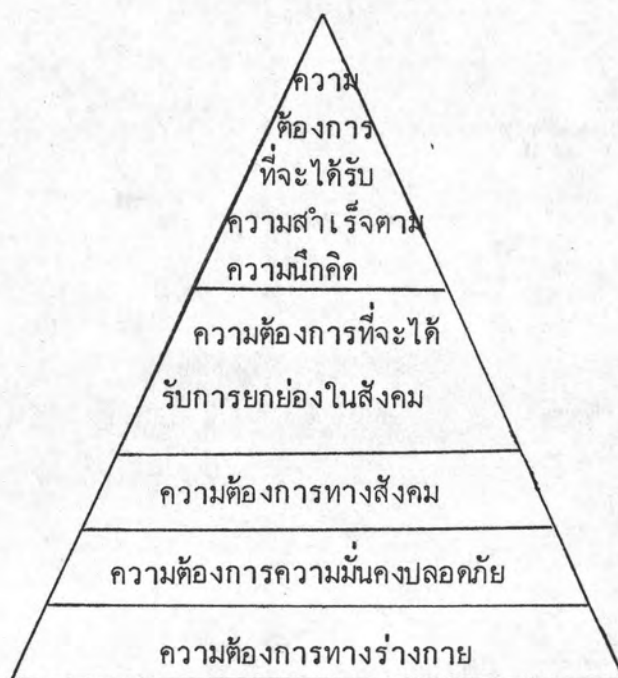 ความ
ต้องการ
ที่จะได้รับ
ความสำเร็จตาม
ความนึกคิด
ความต้องการที่จะได้
รับการยกย่องในสังคม
ความต้องการทางสังคม
ความต้องการความมั่นคงปลอดภัย
ความต้องการทางร่างกาย